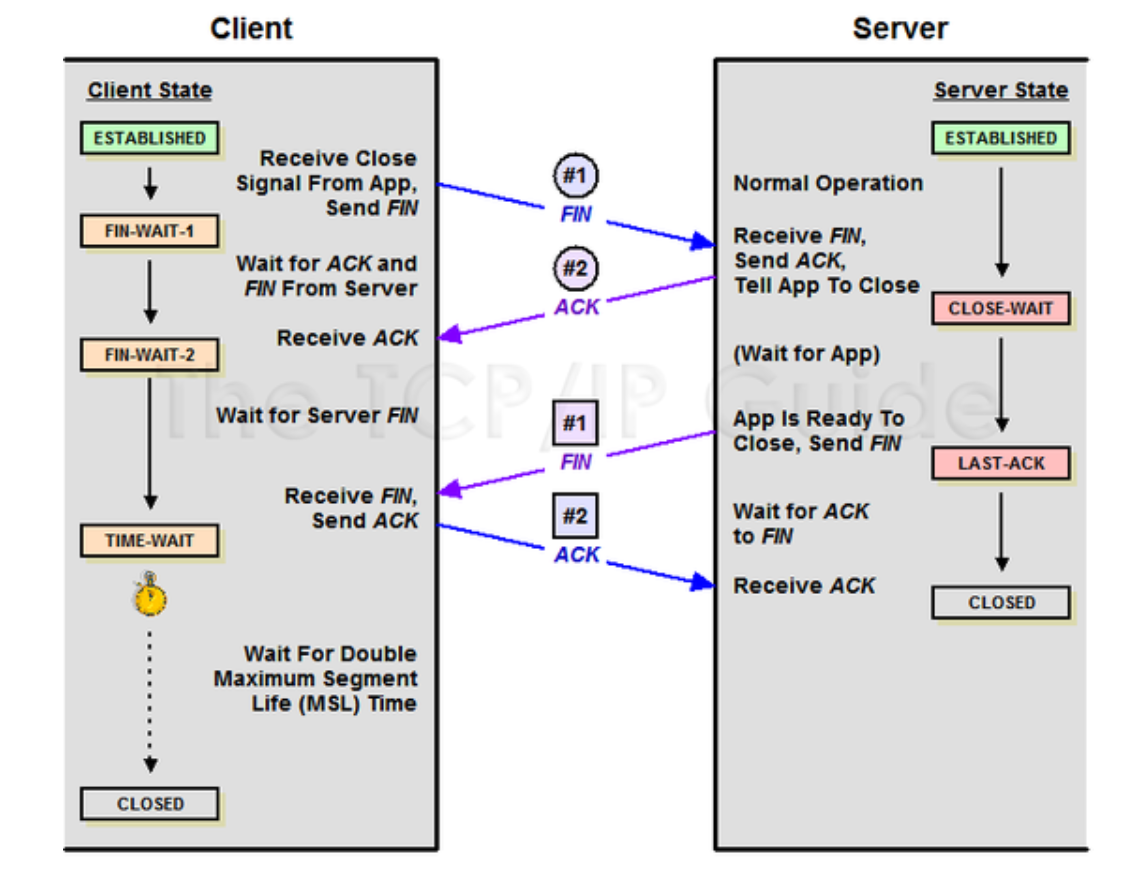 Client
Server
Client State
ESTABLISHED
Receive Close
Signal From App,
Send FIN
FIN-WAIT-1
Wait for ACK and
FIN From Server
Receive ACK
FIN-WAIT-2
Wait for Server FIN
Receive FIN,
Send ACK
TIME-WAIT
Wait For Double
Maximum Segment
Life (MSL) Time
CLOSED
#1
FIN
#2
ACK
#1
FIN
#2
ACK
The TCP/IP Guide
Server State
ESTABLISHED
Normal Operation
Receive FIN,
Send ACK,
Tell App To Close
CLOSE-WAIT
(Wait for App)
App Is Ready To
Close, Send FIN
LAST-ACK
Wait for ACK
to FIN
Receive ACK
CLOSED